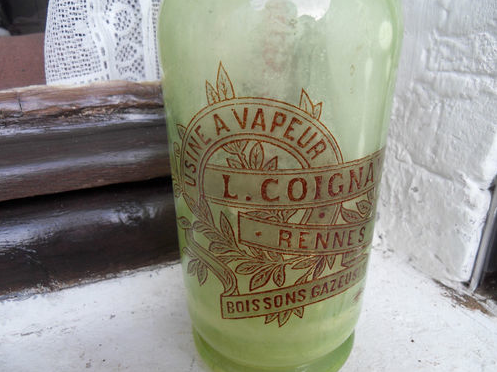 USINE A VAPEUR
L. COIGNA
RENNES
BOISSONS GAZEUS